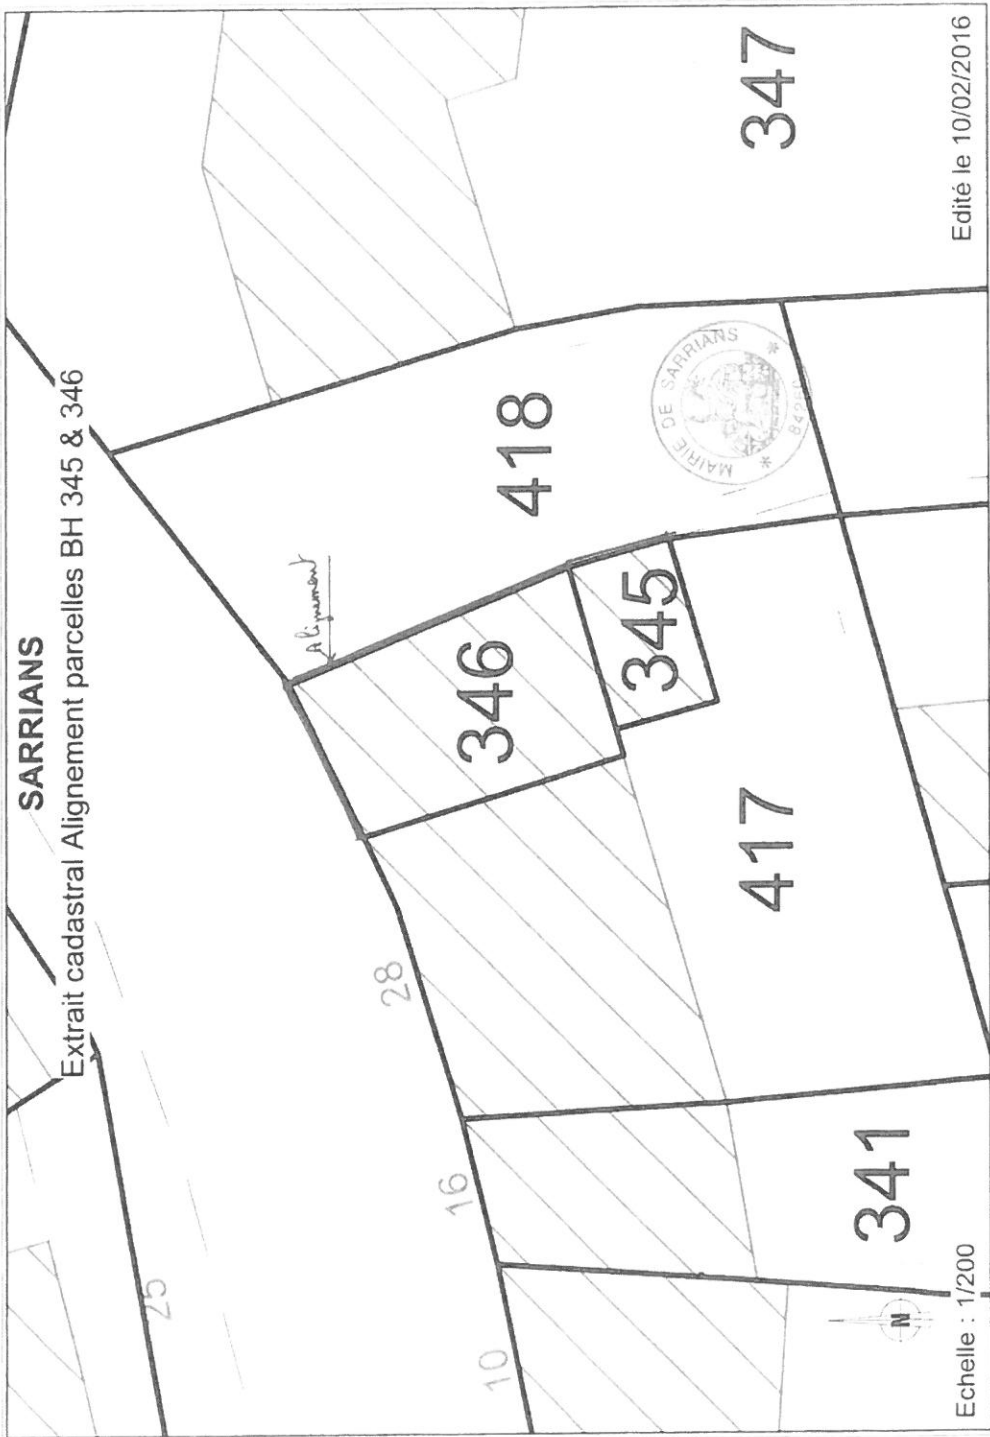 SARRIANS
Extrait cadastral Alignement parcelles BH 345 & 346
25
Alignement
28
16
10
346
418
345
417
347
341
MAIRIE DE SARRIANS
N
Echelle : 1/200
Edité le 10/02/2016